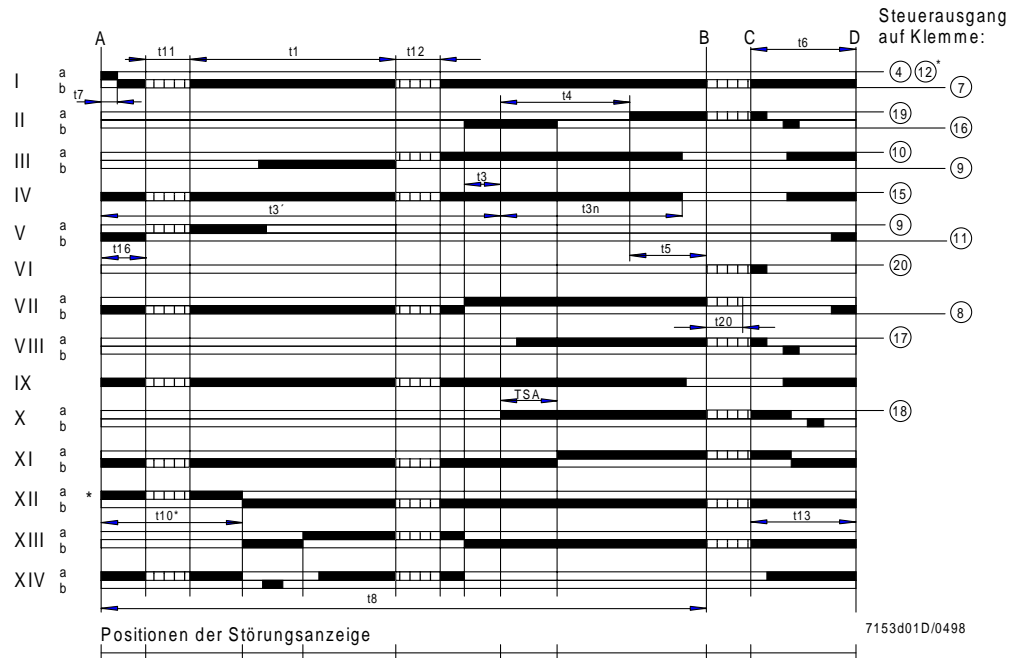 Steuerausgang
auf Klemme:
A t11 t1 t12 B C t6 D
I a b t7 4 12* 7
II a b t4 19 16
III a b 10 9
t3
IV 15
t3´ t3n
V a b 9 11
t16 t5
VI 20
VII a b 8
t20
VIII a b 17
IX
TSA
X a b 18
XI a b
XII a b *
t10* t13
XIII a b
XIV a b
t8
Positionen der Störungsanzeige
7153d01D/0498